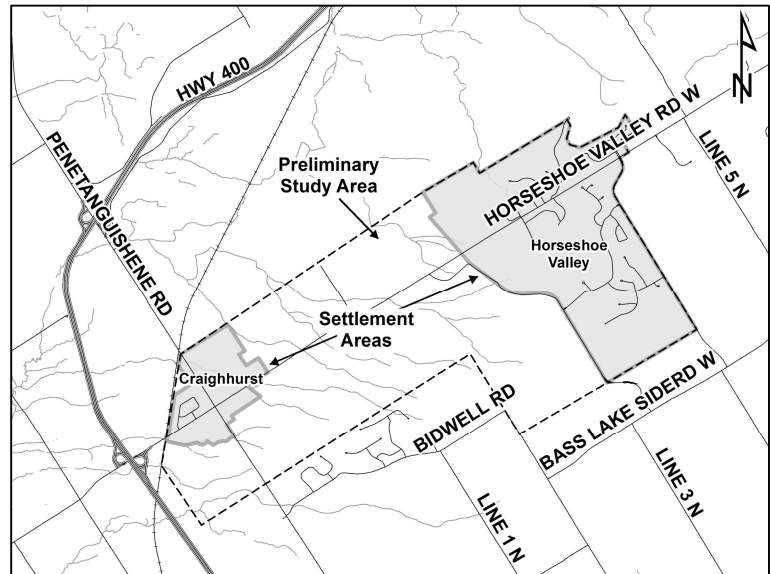 HWY 400
N
PENETANGUISHENE RD
Preliminary
Study Area
HORSESHOE VALLEY RD W
LINE 5 N
Horseshoe
Valley
Settlement
Areas
Craighhurst
BIDWELL RD
BASS LAKE SIDERD W
LINE 1 N
LINE 3 N